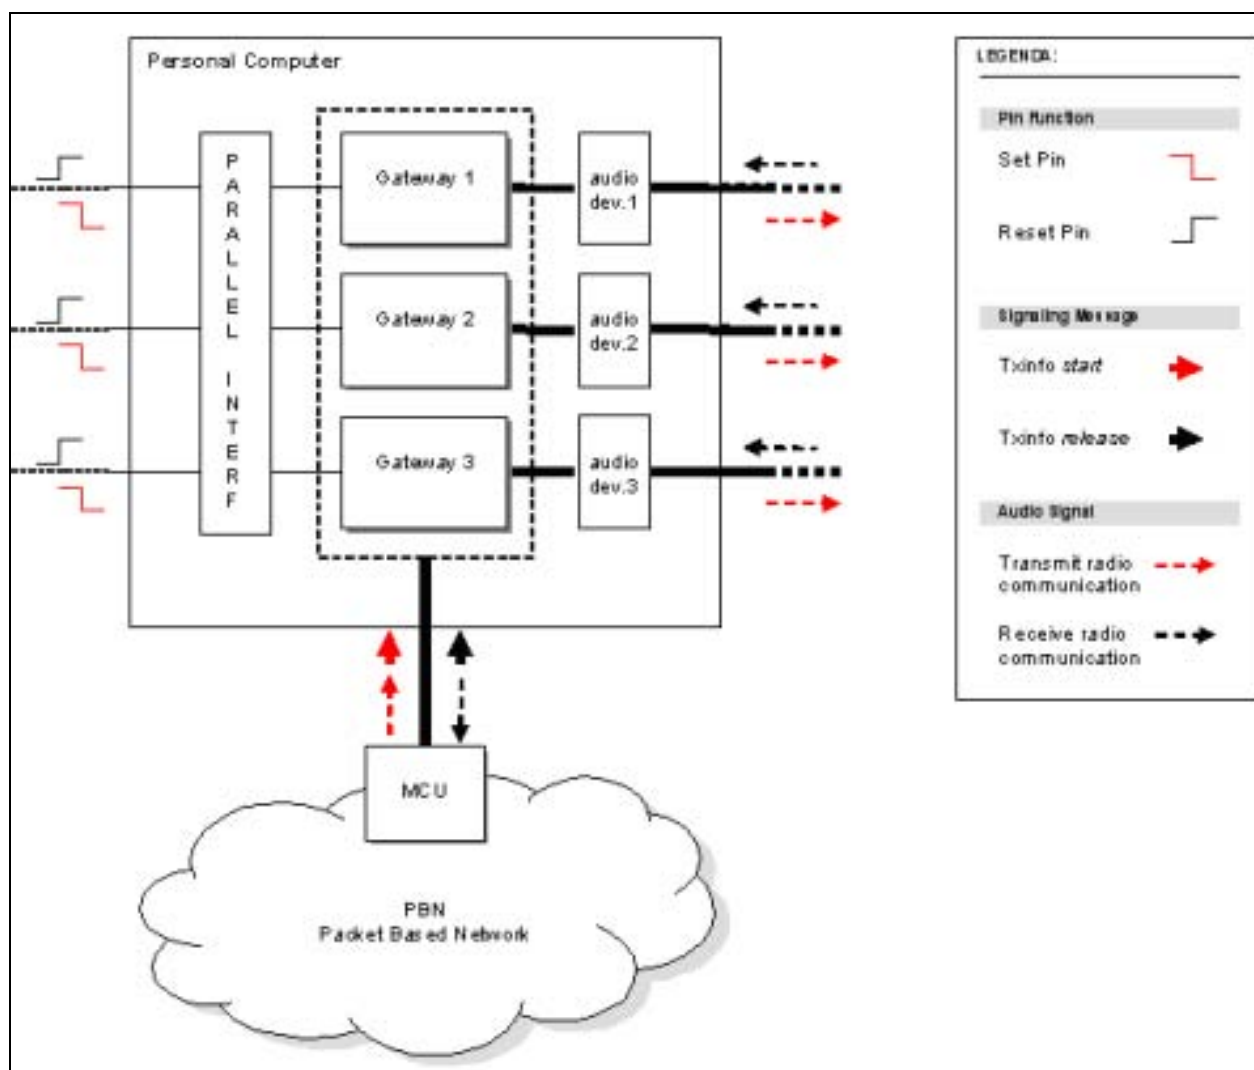 Personal Computer
PARALLEL INTERF
Gateway 1
audio
dev.1
Gateway 2
audio
dev.2
Gateway 3
audio
dev.3
MCU
PBN
Packet Based Network
LEGENDA:
Pin function
Set Pin
Reset Pin
Signaling Message
Txinfo start
Txinfo release
Audio Signal
Transmit radio
communication
Receive radio
communication